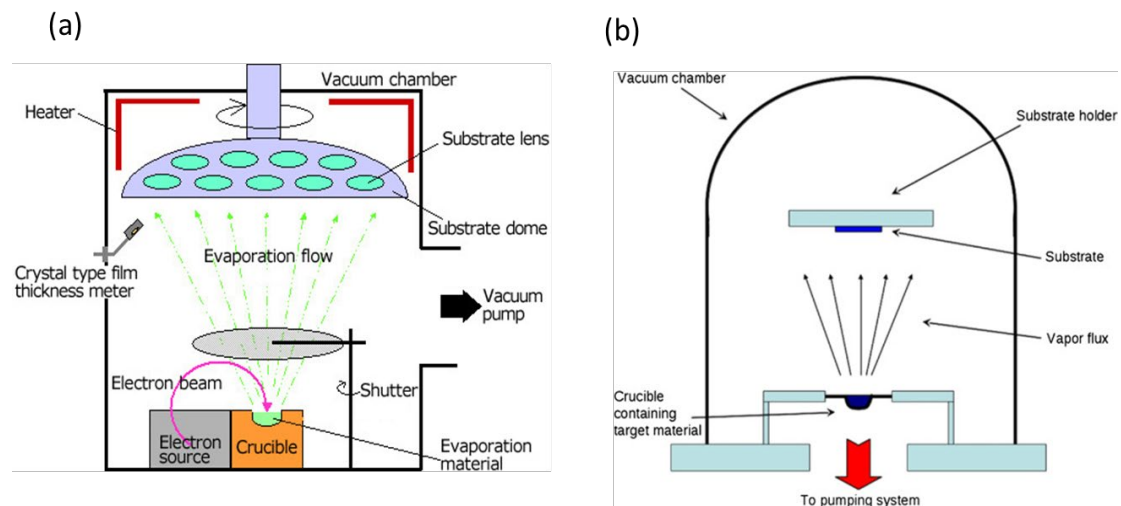 (a)
(b)
Vacuum chamber
Heater
Substrate lens
Substrate dome
Evaporation flow
Crystal type film
thickness meter
Vacuum
pump
Electron beam
Shutter
Electron
source
Crucible
Evaporation
material
Vacuum chamber
Substrate holder
Substrate
Vapor flux
Crucible
containing
target material
To pumping system